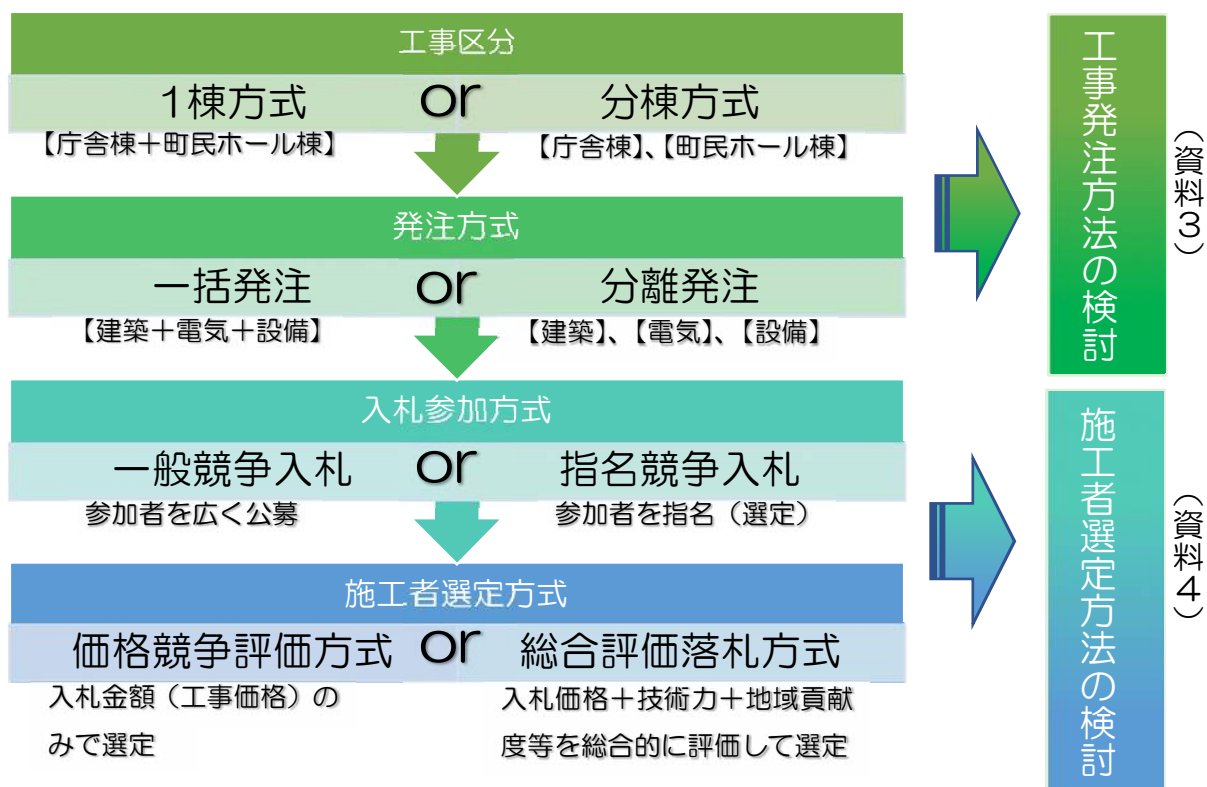 工事区分
1棟方式 or 分棟方式
【庁舎棟＋町民ホール棟】 【庁舎棟】、【町民ホール棟】
発注方式
一括発注 or 分離発注
【建築＋電気＋設備】 【建築】、【電気】、【設備】
入札参加方式
一般競争入札 or 指名競争入札
参加者を広く公募 参加者を指名（選定）
施工者選定方式
価格競争評価方式 or 総合評価落札方式
入札金額（工事価格）の
みで選定
入札価格＋技術力＋地域貢献
度等を総合的に評価して選定
工事発注方法の検討
（資料３）
施工者選定方法の検討
（資料４）